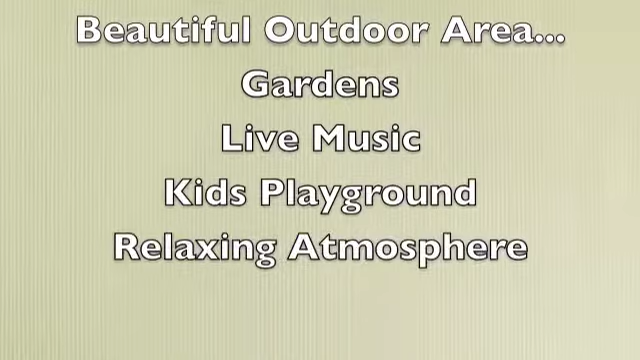 Beautiful Outdoor Area...
Gardens
Live Music
Kids Playground
Relaxing Atmosphere